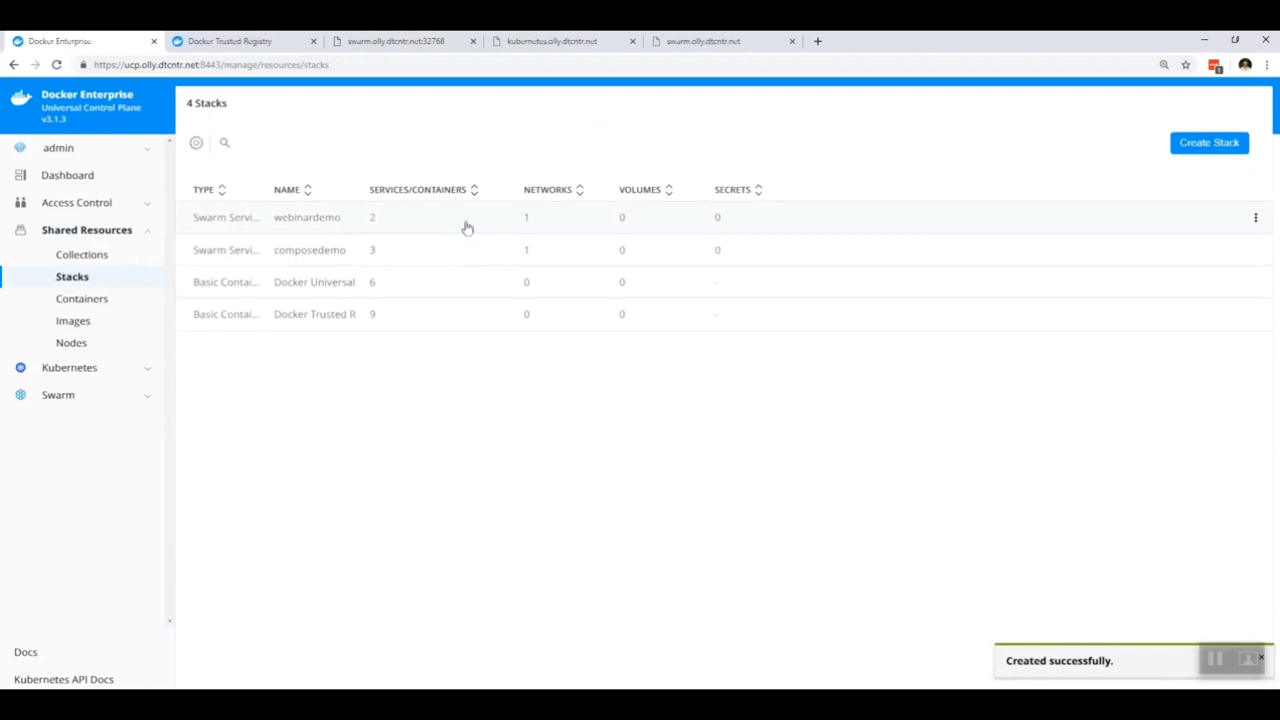 Docker Enterprise
Docker Trusted Registry
swarm.olly.dtcntr.net:32768
kubernetus.olly.dtcntr.net
swarm.olly.dtcntr.net
https://ucp.olly.dtcntr.net:8443/manage/resources/stacks
1
Docker Enterprise
Universal Control Plane
v3.1.3
admin
Dashboard
Access Control
Shared Resources
Collections
Stacks
Containers
Images
Nodes
Kubernetes
Swarm
Docs
Kubernetes API Docs
4 Stacks
Create Stack
TYPE NAME SERVICES/CONTAINERS NETWORKS VOLUMES SECRETS
Swarm Servi... webinardemo 2 1 0 0
Swarm Servi... composedemo 3 1 0 0
Basic Contai... Docker Universal 6 0 0 -
Basic Contai... Docker Trusted R 9 0 0 -
Created successfully.